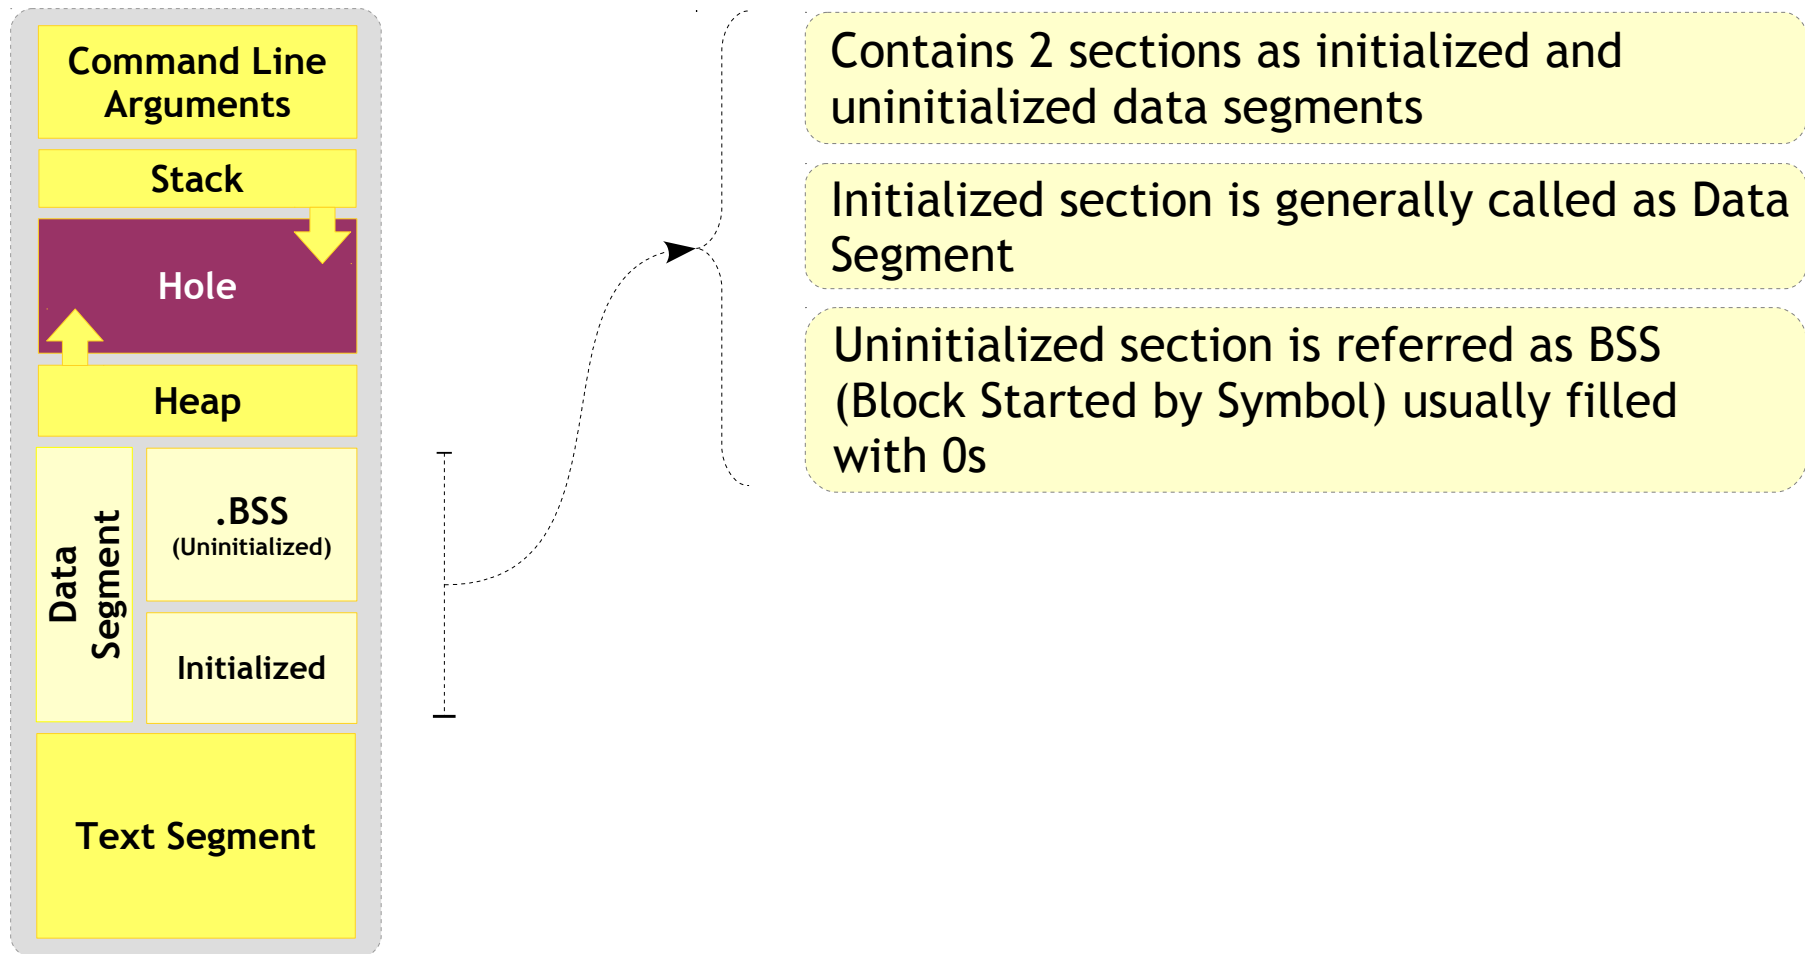 Command Line
Arguments
Stack
Hole
Heap
Data
Segment
.BSS
(Uninitialized)
Initialized
Text Segment
Contains 2 sections as initialized and
uninitialized data segments
Initialized section is generally called as Data
Segment
Uninitialized section is referred as BSS
(Block Started by Symbol) usually filled
with 0s